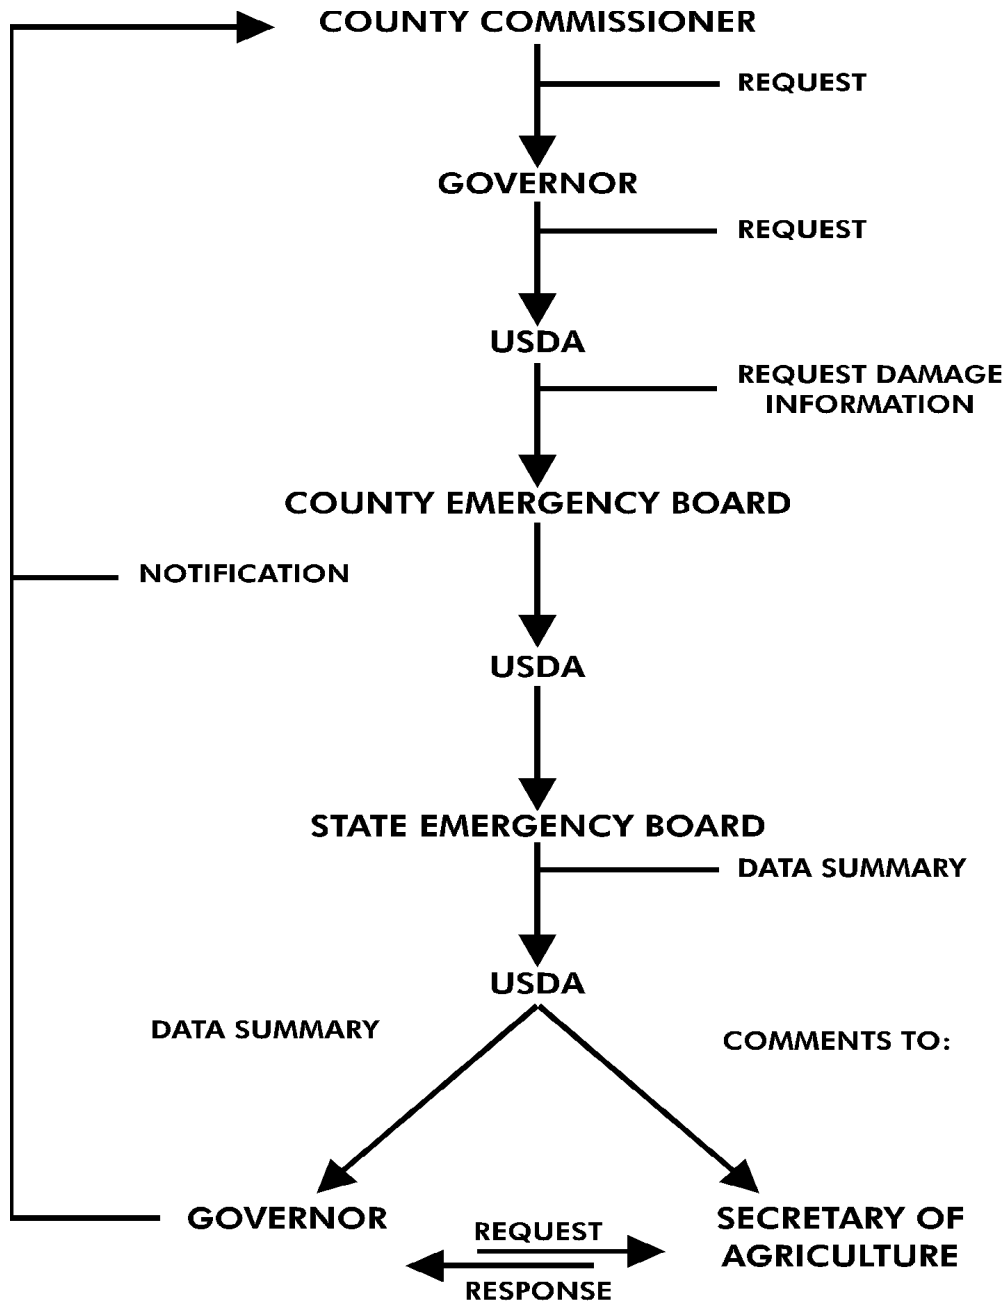 COUNTY COMMISSIONER
REQUEST
GOVERNOR
REQUEST
USDA
REQUEST DAMAGE
INFORMATION
COUNTY EMERGENCY BOARD
NOTIFICATION
USDA
STATE EMERGENCY BOARD
DATA SUMMARY
USDA
DATA SUMMARY
COMMENTS TO:
GOVERNOR
REQUEST
RESPONSE
SECRETARY OF
AGRICULTURE